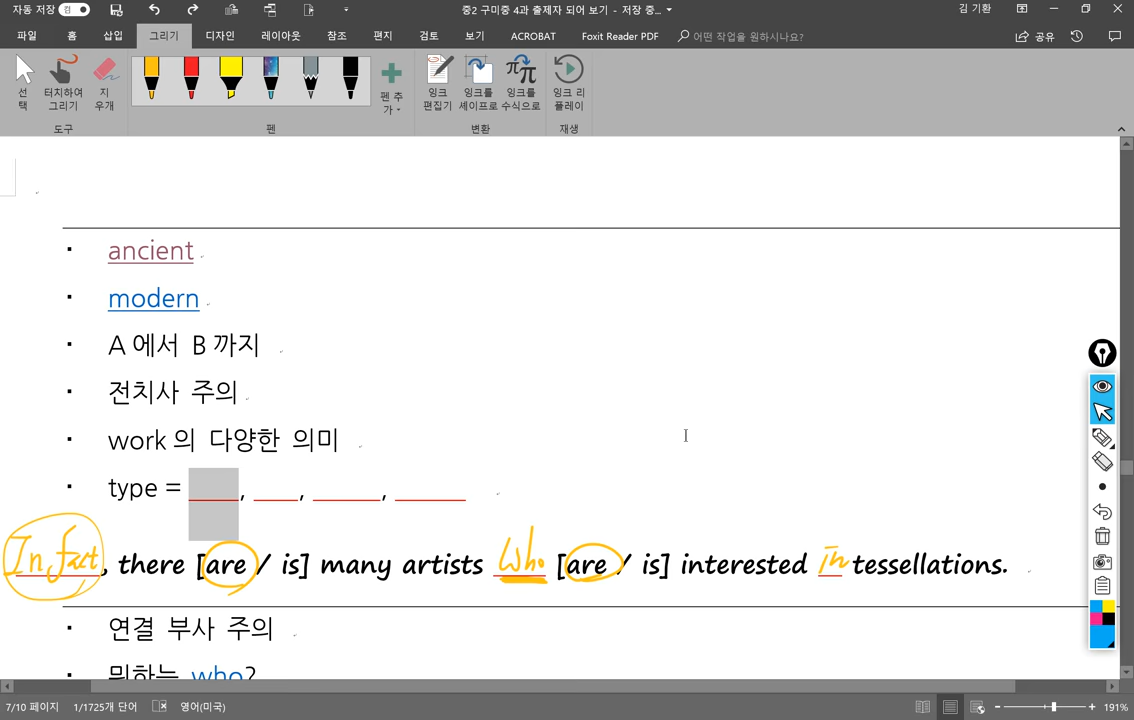 자동 저장 컴 중2 구미중 4과 출제자 되어 보기 - 저장 중... 김 기환
파일 홈 삽입 그리기 디자인 레이아웃 참조 편지 검토 보기 ACROBAT Foxit Reader PDF 어떤 작업을 원하시나요? 공유
선택 터치하여 그리기 지우개 펜 추가 잉크 편집기 잉크를 셰이프로 잉크를 수식으로 잉크 리플레이
도구 펜 변환 재생
▪ ancient
▪ modern
▪ A 에서 B 까지
▪ 전치사 주의
▪ work 의 다양한 의미
▪ type = ____, ____, ____, ____
In fact, there [are / is] many artists who [are / is] interested in tessellations.
▪ 연결 부사 주의
▪ 뭐하는 who?
7/10 페이지 1/1725개 단어 영어(미국) 191%